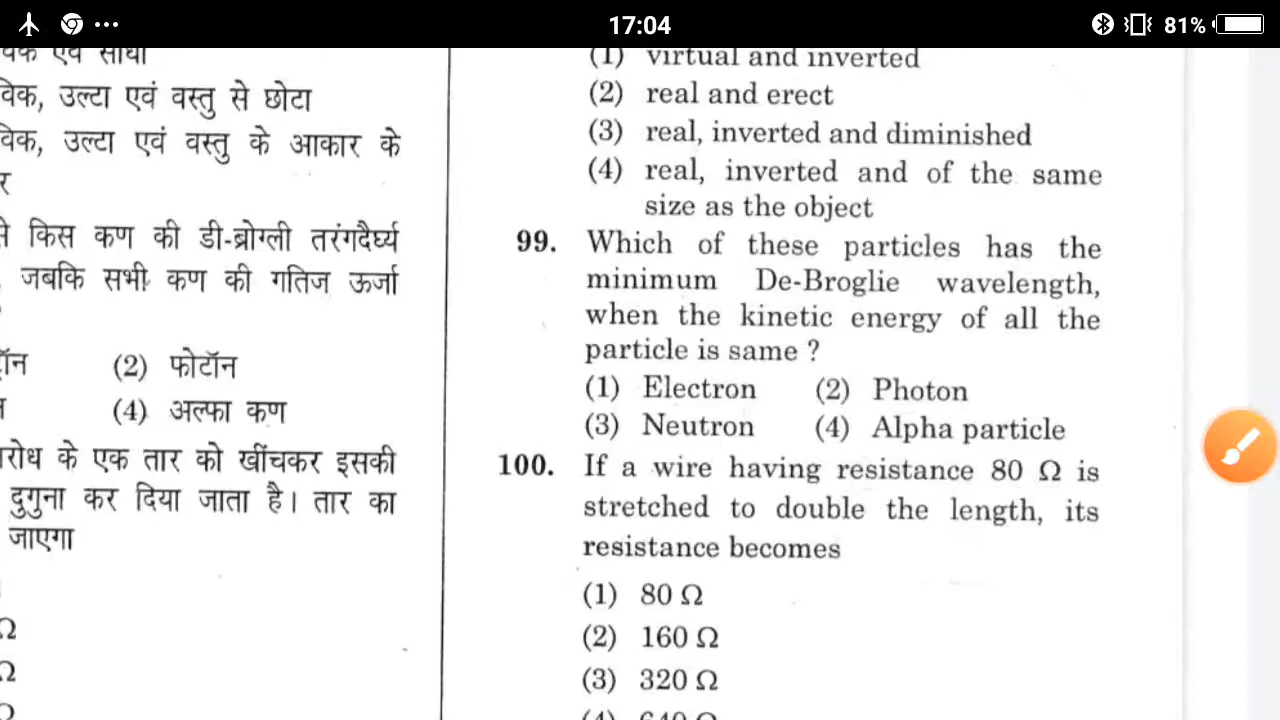 17:04
81%
एवं सीधा
विक, उल्टा एवं वस्तु से छोटा
विक, उल्टा एवं वस्तु के आकार के
र
से किस कण की डी-ब्रोग्ली तरंगदैर्घ्य
जबकि सभी कण की गतिज ऊर्जा
(2) फोटॉन
(4) अल्फा कण
रोध के एक तार को खींचकर इसकी
दुगुना कर दिया जाता है। तार का
जाएगा
Ω
Ω
(1) virtual and inverted
(2) real and erect
(3) real, inverted and diminished
(4) real, inverted and of the same
size as the object
99. Which of these particles has the
minimum De-Broglie wavelength,
when the kinetic energy of all the
particle is same ?
(1) Electron (2) Photon
(3) Neutron (4) Alpha particle
100. If a wire having resistance 80 Ω is
stretched to double the length, its
resistance becomes
(1) 80 Ω
(2) 160 Ω
(3) 320 Ω
(4) 640 Ω